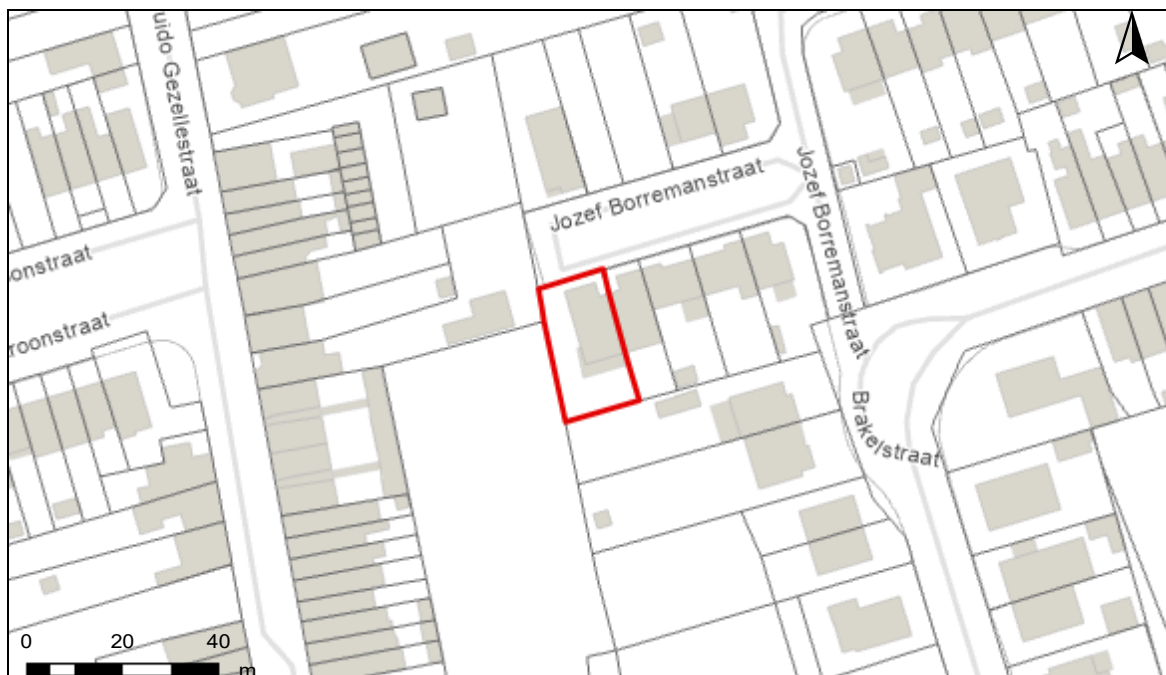 uido Gezellestraat
Jozef Borremanstraat
Jozef Borremanstraat
onstraat
roonstraat
Brakelstraat
0 20 40
m